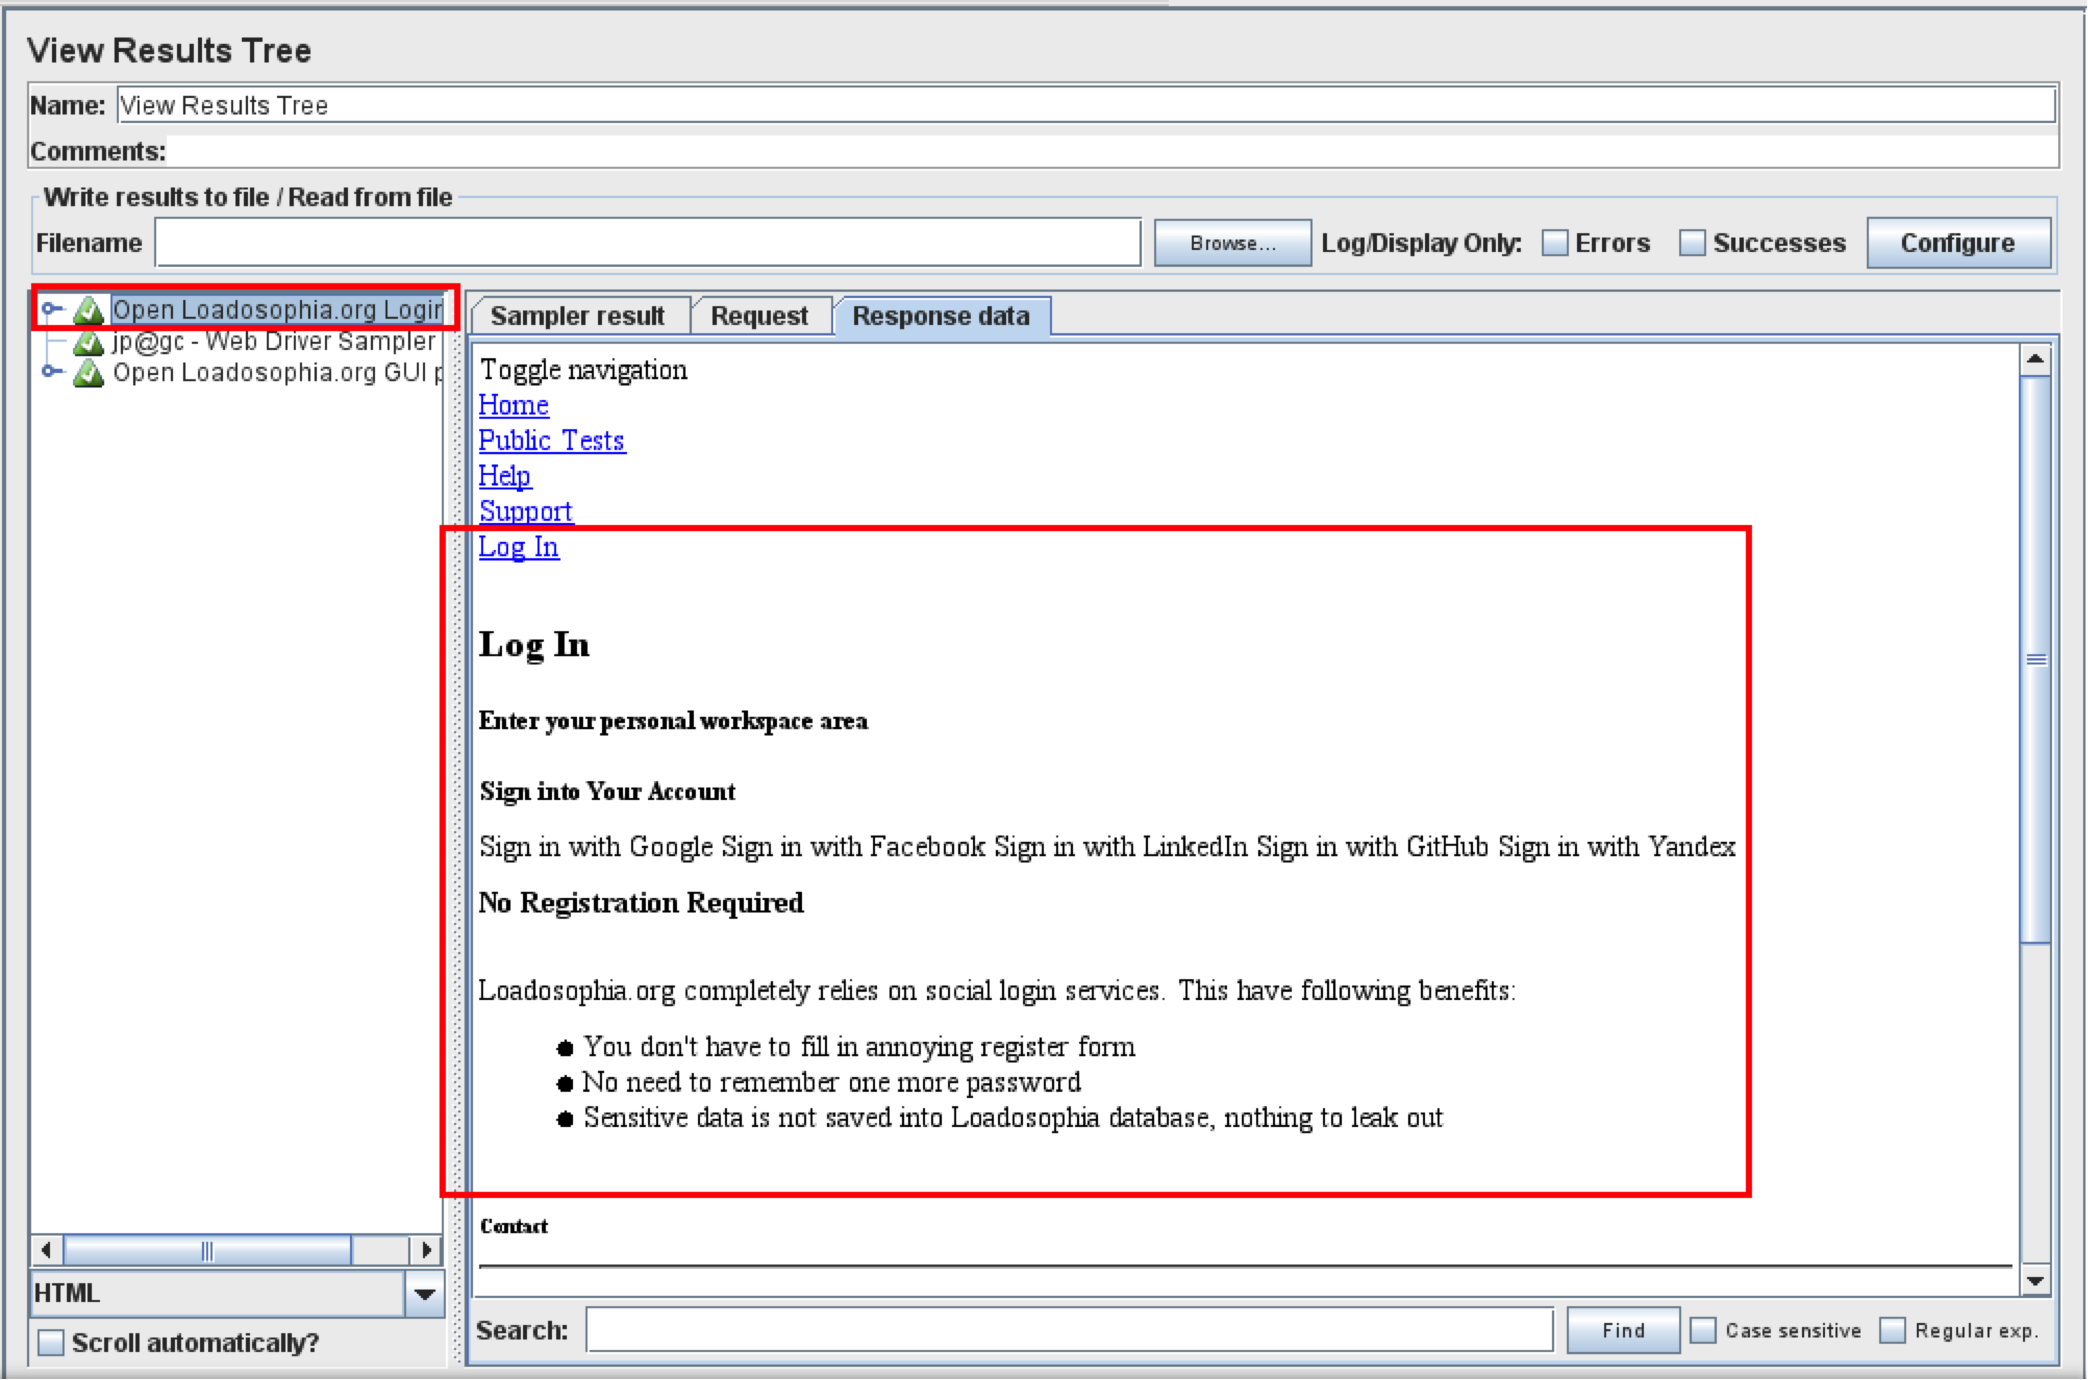 View Results Tree
Name: View Results Tree
Comments:
Write results to file / Read from file
Filename Browse... Log/Display Only: Errors Successes Configure
Open Loadosophia.org Login
jp@gc - Web Driver Sampler
Open Loadosophia.org GUI
Sampler result Request Response data
Toggle navigation
Home
Public Tests
Help
Support
Log In
Log In
Enter your personal workspace area
Sign into Your Account
Sign in with Google Sign in with Facebook Sign in with LinkedIn Sign in with GitHub Sign in with Yandex
No Registration Required
Loadosophia.org completely relies on social login services. This have following benefits:
You don't have to fill in annoying register form
No need to remember one more password
Sensitive data is not saved into Loadosophia database, nothing to leak out
Contact
HTML
Scroll automatically?
Search: Find Case sensitive Regular exp.